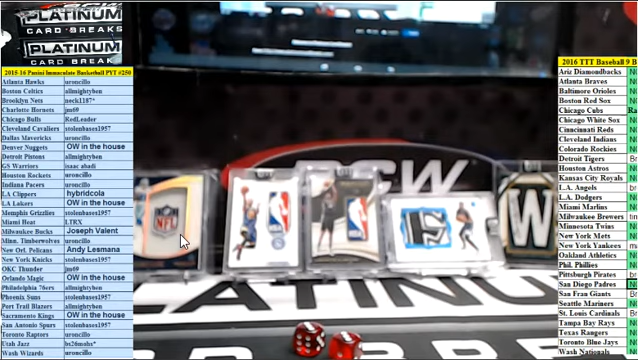 PLATINUM
CARD BREAKS
PLATINUM
CARD BREAK
2015-16 Panini Immaculate Basketball PYT #250
Atlanta Hawks uroncillo
Boston Celtics allmightyben
Brooklyn Nets neck1187*
Charlotte Hornets jn69
Chicago Bulls RedLeader
Cleveland Cavaliers stolenbases1957
Dallas Mavericks uroncillo
Denver Nuggets OW in the house
Detroit Pistons allmightyben
GS Warriors isaac abadi
Houston Rockets uroncillo
Indiana Pacers uroncillo
LA Clippers hybridcola
LA Lakers OW in the house
Memphis Grizzlies stolenbases1957
Miami Heat LTRX
Milwaukee Bucks Joseph Valent
Minn. Timberwolves uroncillo
New Orl. Pelicans Andy Lesmana
New York Knicks stolenbases1957
OKC Thunder jn69
Orlando Magic OW in the house
Philadelphia 76ers allmightyben
Phoenix Suns stolenbases1957
Port Trail Blazers allmightyben
Sacramento Kings OW in the house
San Antonio Spurs stolenbases1957
Toronto Raptors uroncillo
Utah Jazz
Wash Wizards uroncillo
NFL
W
PLATINUM
2016 TTT Baseball 9 B
Ariz Diamondbacks
Atlanta Braves
Baltimore Orioles
Boston Red Sox
Chicago Cubs
Chicago White Sox
Cincinnati Reds
Cleveland Indians
Colorado Rockies
Detroit Tigers
Houston Astros
Kansas City Royals
L.A. Angels
L.A. Dodgers
Miami Marlins
Milwaukee Brewers
Minnesota Twins
New York Mets
New York Yankees
Oakland Athletics
Phil. Phillies
Pittsburgh Pirates
San Diego Padres
San Fran Giants
Seattle Mariners
St. Louis Cardinals
Tampa Bay Rays
Texas Rangers
Toronto Blue Jays
Wash Nationals